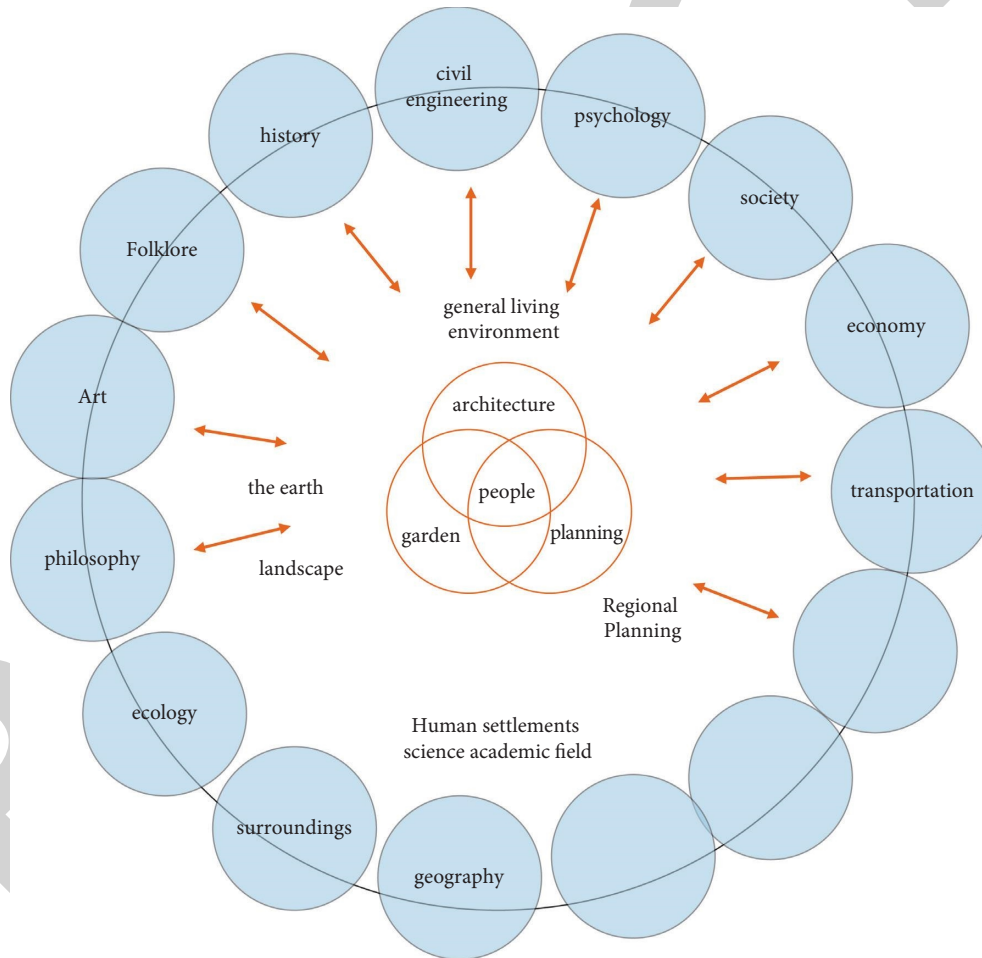 civil
engineering
psychology
history
society
Folklore
general living
environment
economy
Art
architecture
the earth
people
transportation
garden
planning
philosophy
landscape
Regional
Planning
ecology
Human settlements
science academic field
surroundings
geography